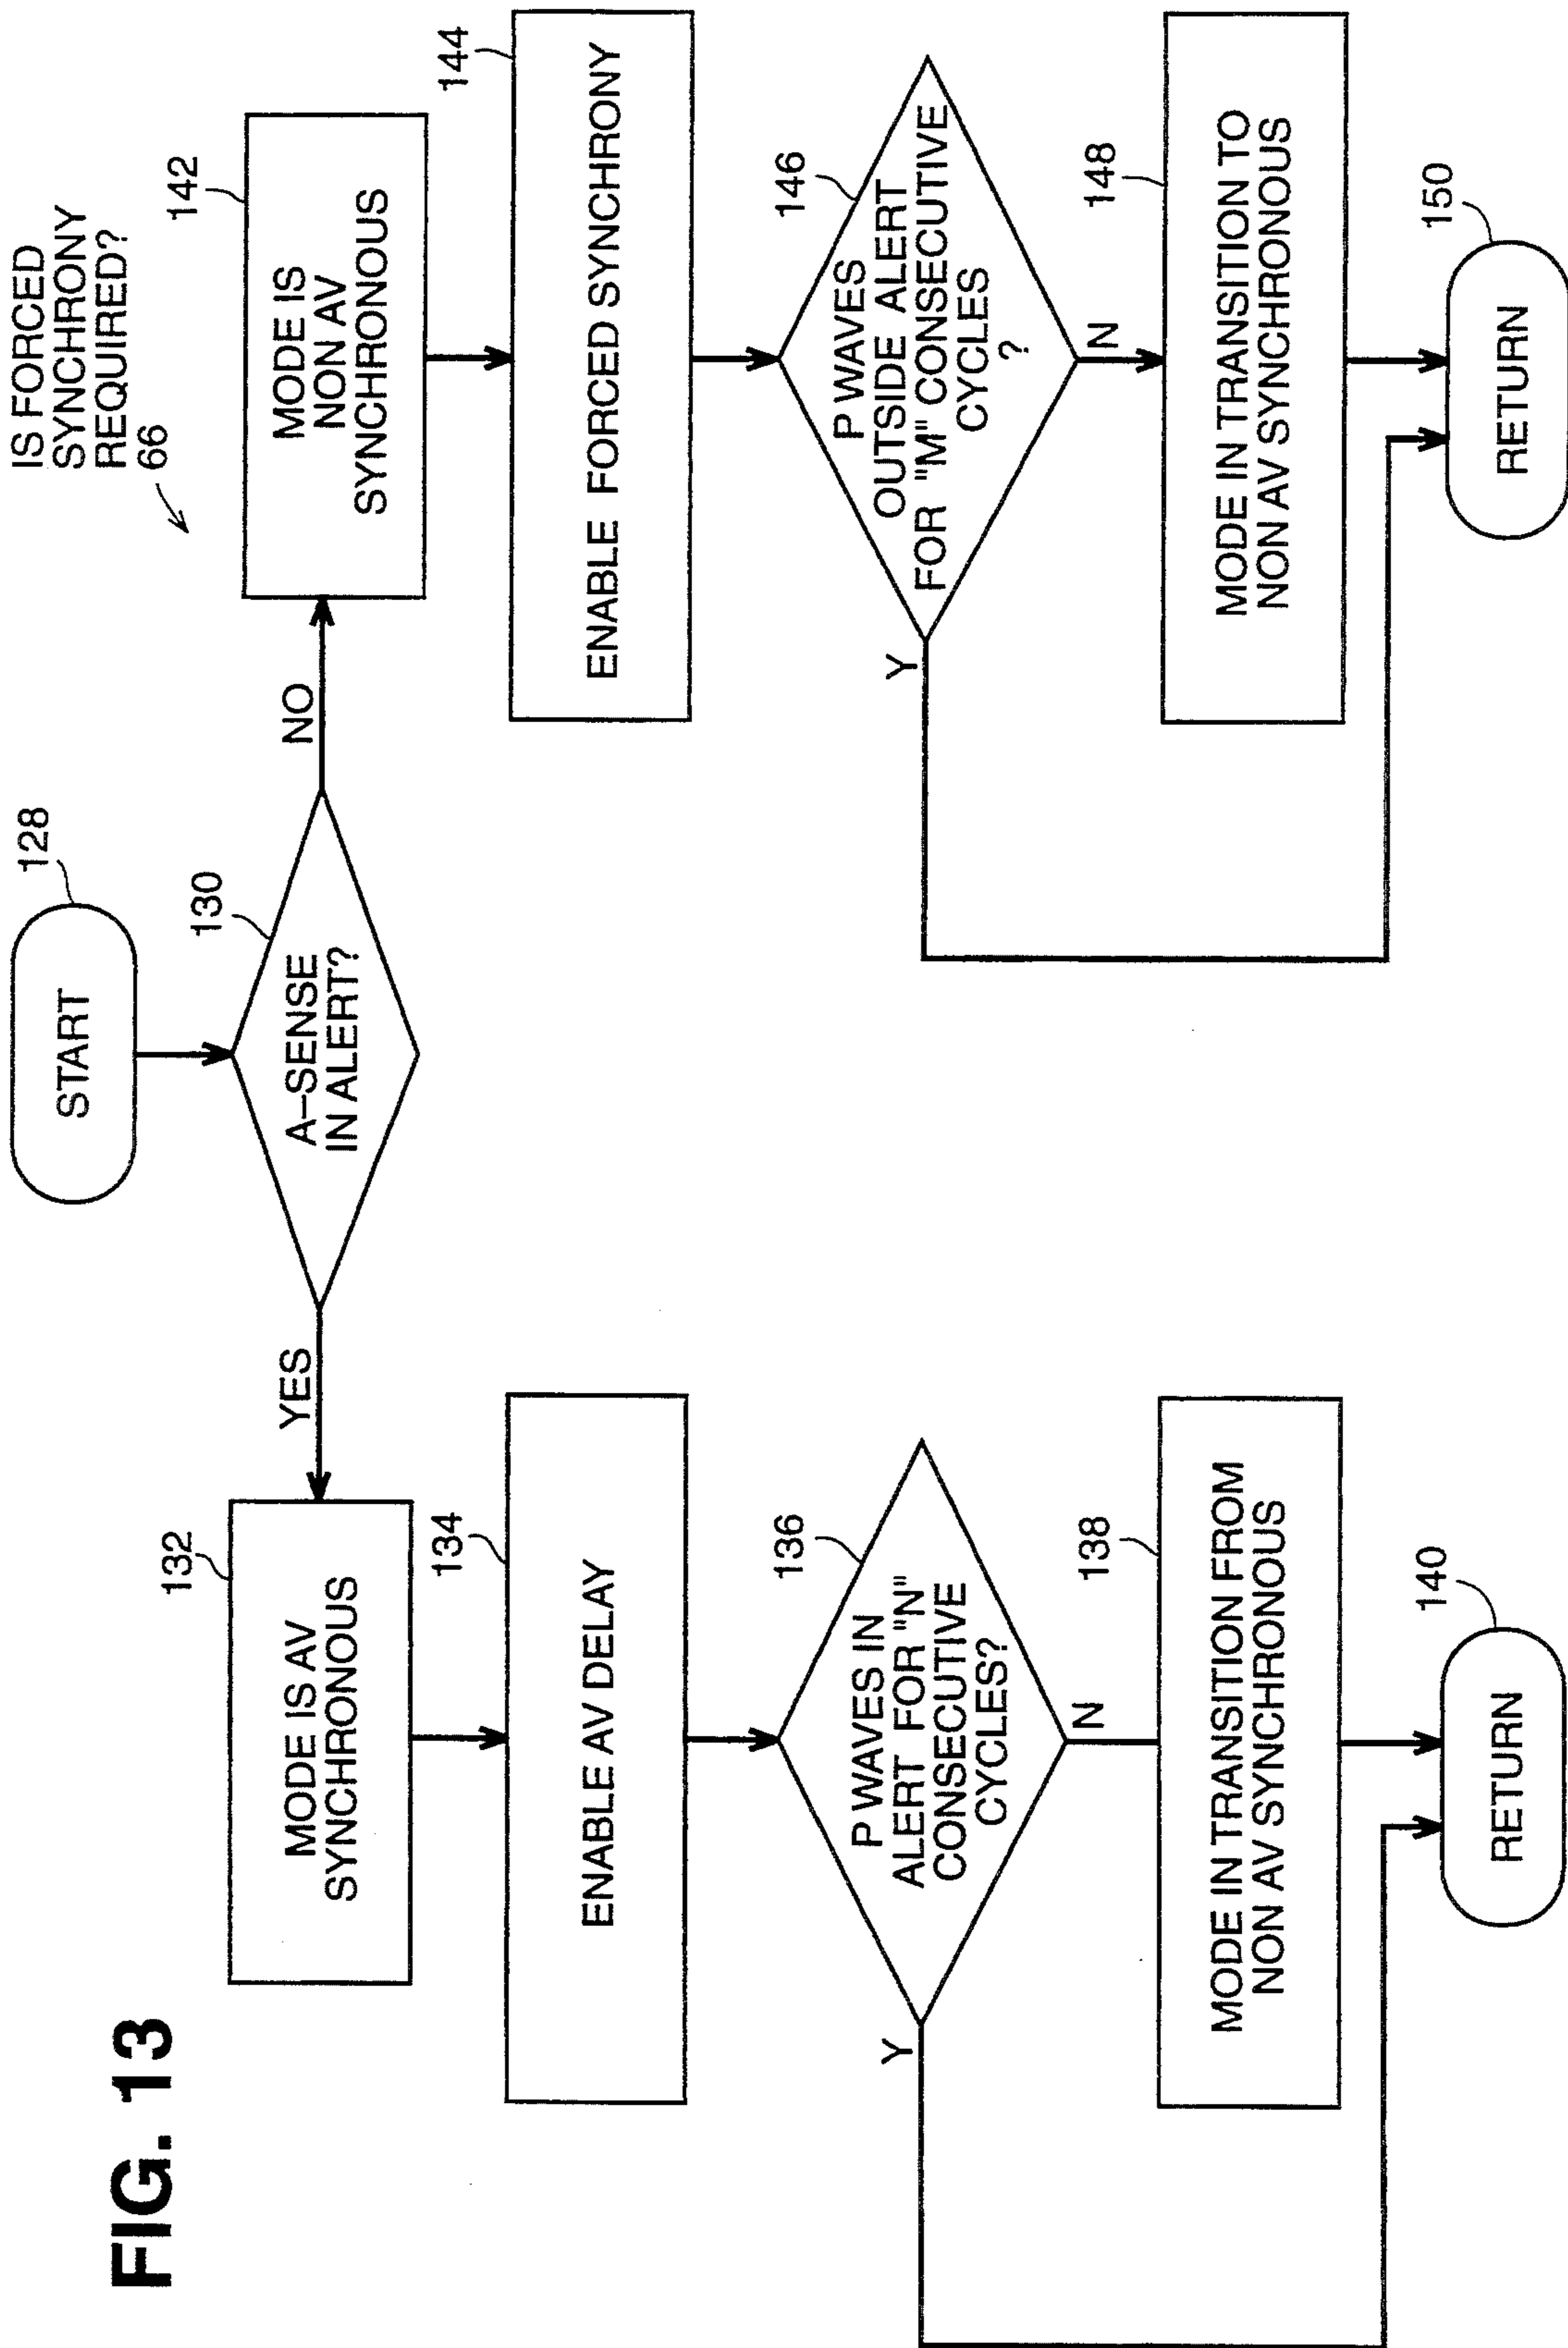 FIG. 13
IS FORCED
SYNCHRONY
REQUIRED?
66
START
128
A-SENSE
IN ALERT?
130
YES
NO
MODE IS AV
SYNCHRONOUS
132
ENABLE AV DELAY
134
P WAVES IN
ALERT FOR "N"
CONSECUTIVE
CYCLES?
136
Y
N
MODE IN TRANSITION FROM
NON AV SYNCHRONOUS
138
RETURN
140
MODE IS
NON AV
SYNCHRONOUS
142
ENABLE FORCED SYNCHRONY
144
P WAVES
OUTSIDE ALERT
FOR "M" CONSECUTIVE
CYCLES
?
146
Y
N
MODE IN TRANSITION TO
NON AV SYNCHRONOUS
148
RETURN
150